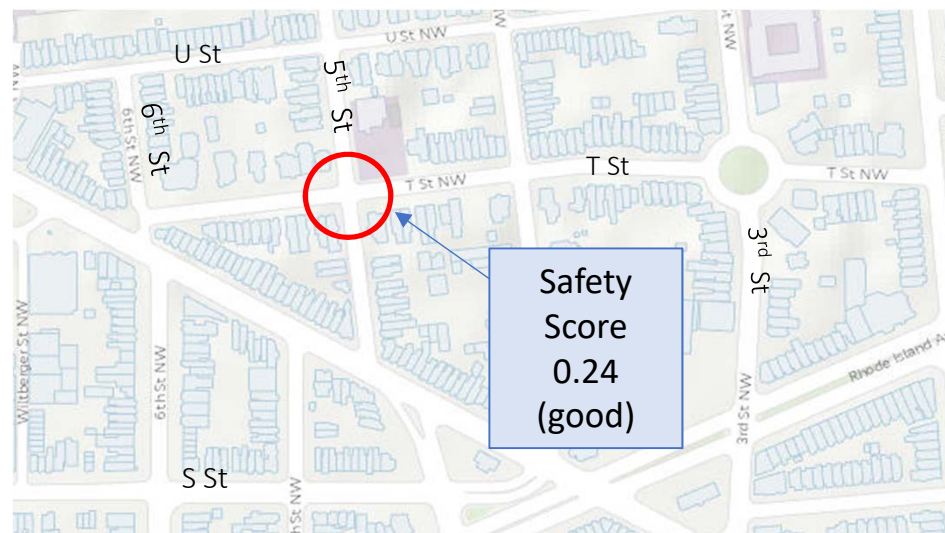 U St
U St NW
NW
5th St
6th St
6th St NW
T St
T St NW
T St NW
3rd St
Safety
Score
0.24
(good)
Wiltberger St NW
6th St NW
3rd St NW
Rhode Island A
S St
h St NW